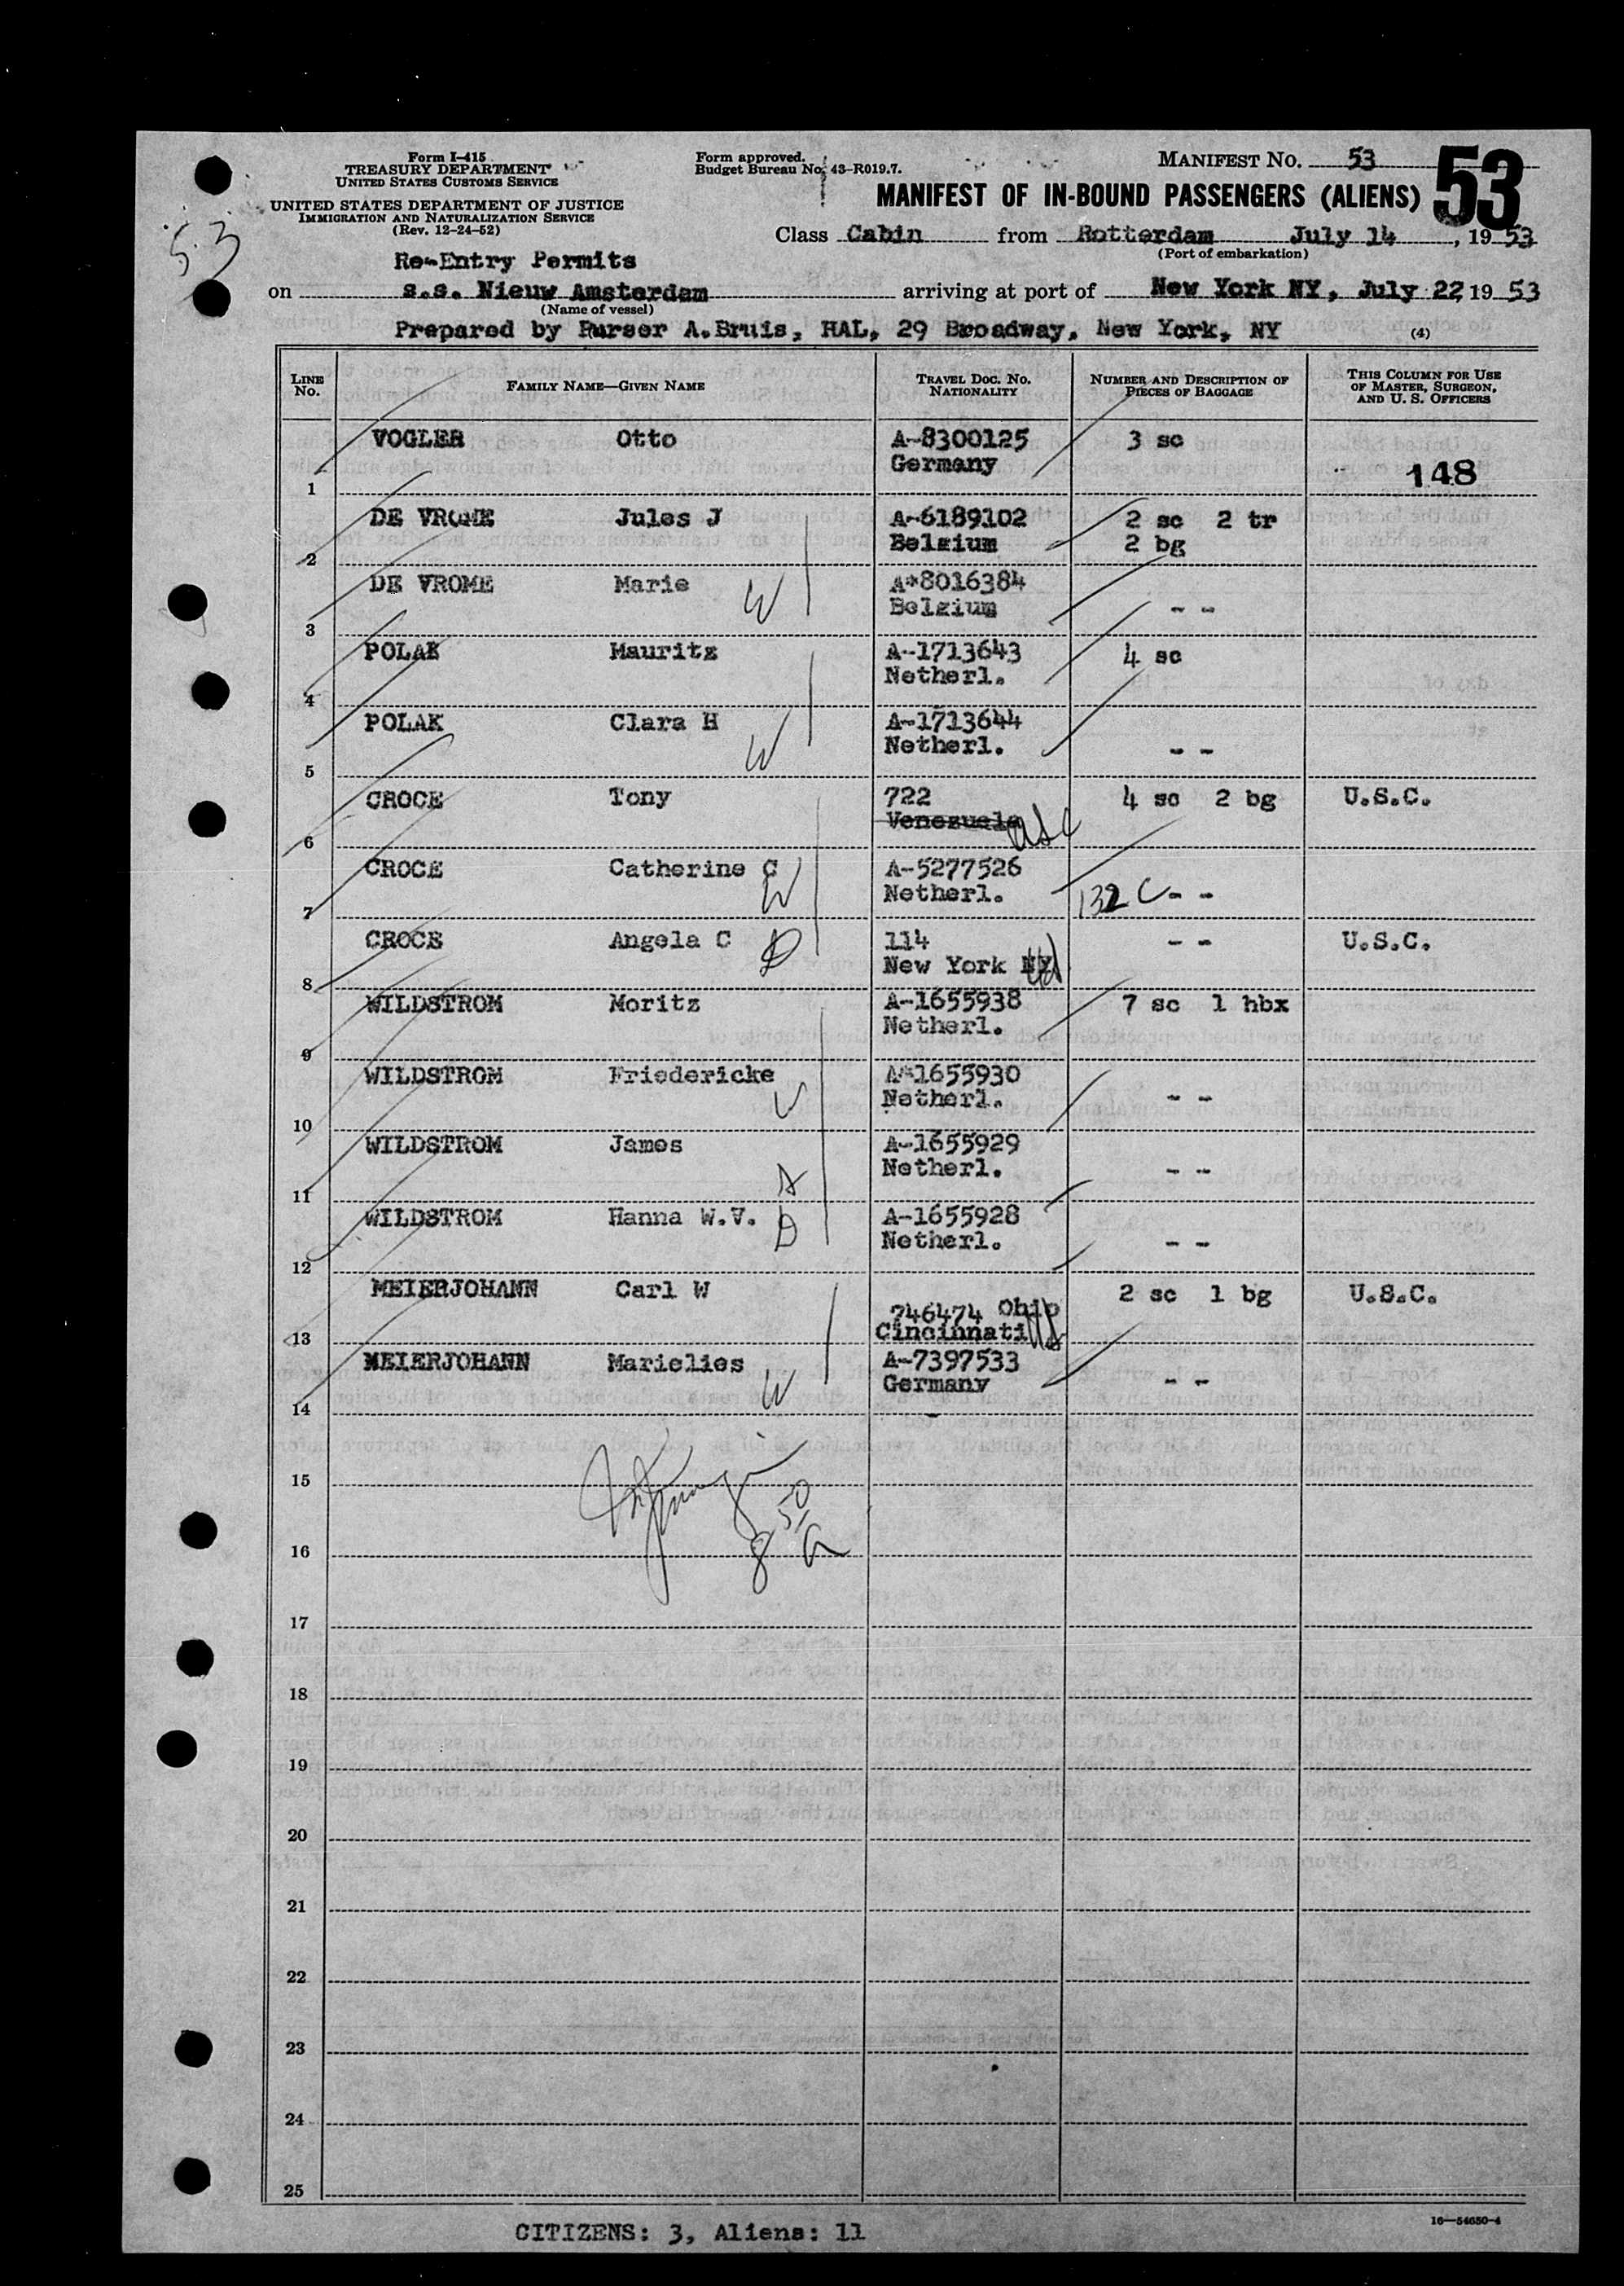 Form I-415
TREASURY DEPARTMENT
UNITED STATES CUSTOMS SERVICE
UNITED STATES DEPARTMENT OF JUSTICE
IMMIGRATION AND NATURALIZATION SERVICE
(Rev. 12-24-52)
Form approved.
Budget Bureau No. 43-R019.7.
MANIFEST NO. 53
53
MANIFEST OF IN-BOUND PASSENGERS (ALIENS)
53
Class Cabin from Rotterdam July 14, 1953
(Port of embarkation)
Re-Entry Permits
on s.s. Nieuw Amsterdam arriving at port of New York NY, July 22, 1953
(Name of vessel)
Prepared by Purser A.Bruis, HAL, 29 Broadway, New York, NY (4)
LINE NO. FAMILY NAME—GIVEN NAME TRAVEL DOC. NO. NATIONALITY NUMBER AND DESCRIPTION OF PIECES OF BAGGAGE THIS COLUMN FOR USE OF MASTER, SURGEON, AND U. S. OFFICERS
VOGLER Otto A-8300125 3 sc
Germany
148
1
DE VROME Jules J A-6189102 2 sc 2 tr
Belgium 2 bg
2
DE VROME Marie W A*8016384
Belgium - -
3
POLAK Mauritz A-1713643 4 sc
Netherl.
4
POLAK Clara H W A-1713644
Netherl. - -
5
CROCE Tony 722 4 sc 2 bg U.S.C.
Venezuela usc
6
CROCE Catherine C W A-5277526
Netherl. 132 C - -
7
CROCE Angela C D 114 - - U.S.C.
New York NY
8
WILDSTROM Moritz A-1655938 7 sc 1 hbx
Netherl.
9
WILDSTROM Friedericke W A*1655930
Netherl. - -
10
WILDSTROM James A-1655929
Netherl. - -
11
WILDSTROM Hanna W.V. D A-1655928
Netherl. - -
12
MEIERJOHANN Carl W 2 sc 1 bg U.S.C.
746474 Ohio
Cincinnati
13
MEIERJOHANN Marielies W A-7397533
Germany - -
14
15
8 50 a
16
17
18
19
20
21
22
23
24
25
CITIZENS: 3, Aliens: 11
16—54650-4